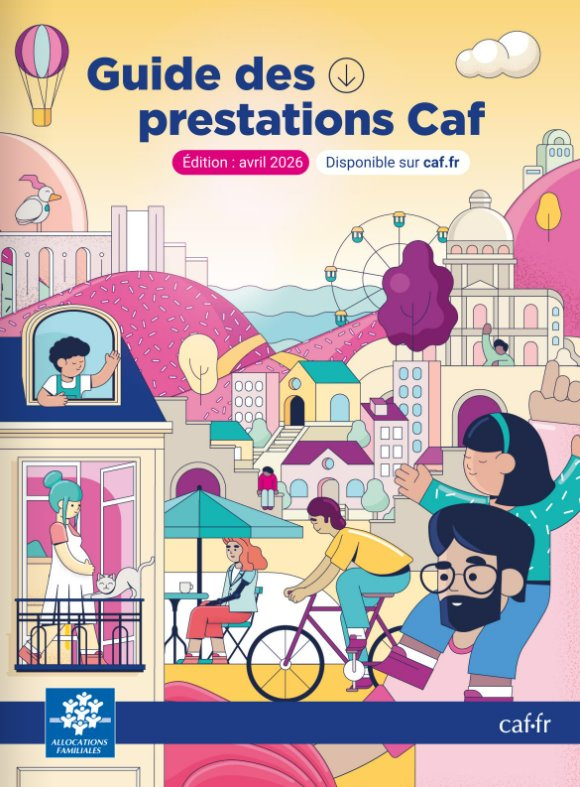 Guide des
prestations Caf
Édition : avril 2026
Disponible sur caf.fr
ALLOCATIONS
FAMILIALES
caf·fr